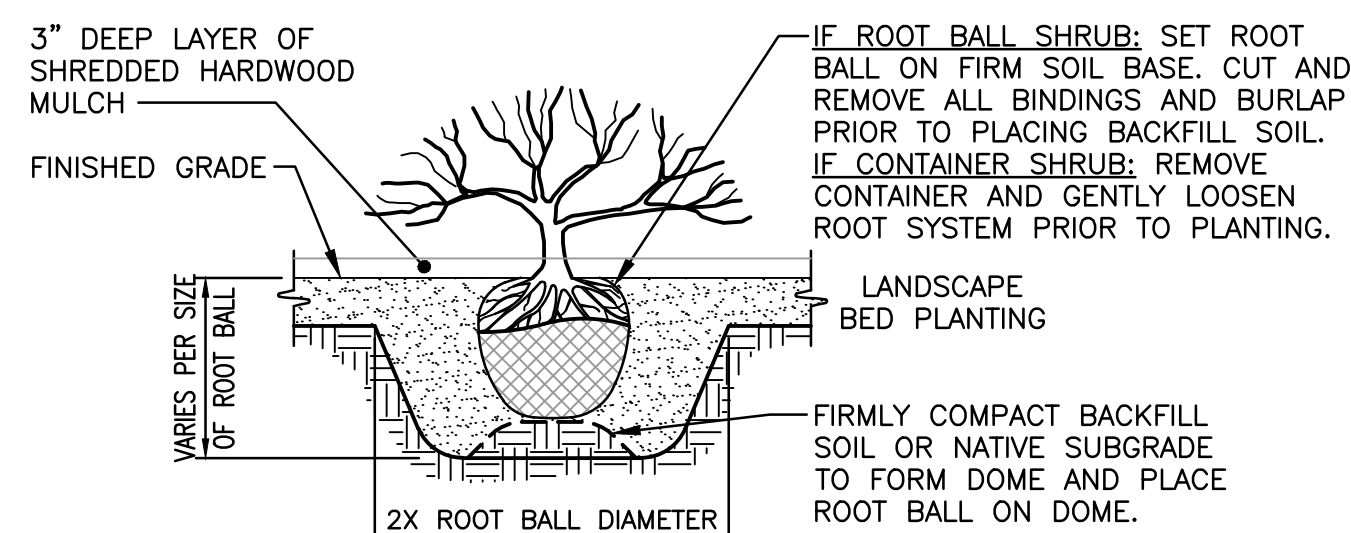 3” DEEP LAYER OF
SHREDDED HARDWOOD
MULCH
FINISHED GRADE
VARIES PER SIZE
OF ROOT BALL
2X ROOT BALL DIAMETER
IF ROOT BALL SHRUB: SET ROOT
BALL ON FIRM SOIL BASE. CUT AND
REMOVE ALL BINDINGS AND BURLAP
PRIOR TO PLACING BACKFILL SOIL.
IF CONTAINER SHRUB: REMOVE
CONTAINER AND GENTLY LOOSEN
ROOT SYSTEM PRIOR TO PLANTING.
LANDSCAPE
BED PLANTING
FIRMLY COMPACT BACKFILL
SOIL OR NATIVE SUBGRADE
TO FORM DOME AND PLACE
ROOT BALL ON DOME.